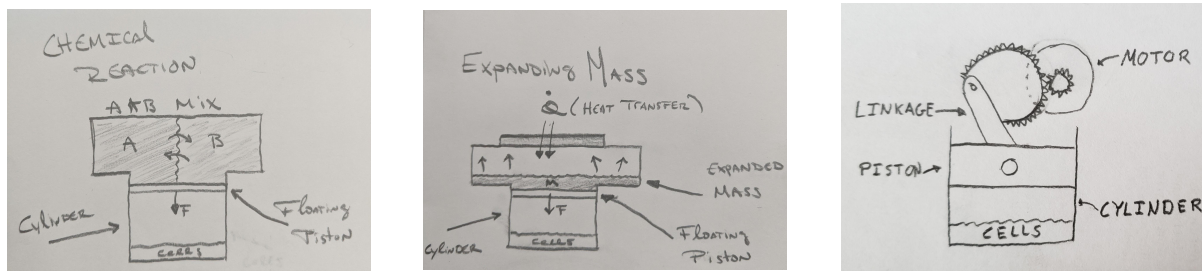 CHEMICAL
REACTION
A & B MIX
A
B
F
CYLINDER
FLOATING
PISTON
CELLS
EXPANDING MASS
Q̇ (HEAT TRANSFER)
M
EXPANDED
MASS
F
CYLINDER
FLOATING
PISTON
CELLS
MOTOR
LINKAGE
PISTON
CYLINDER
CELLS